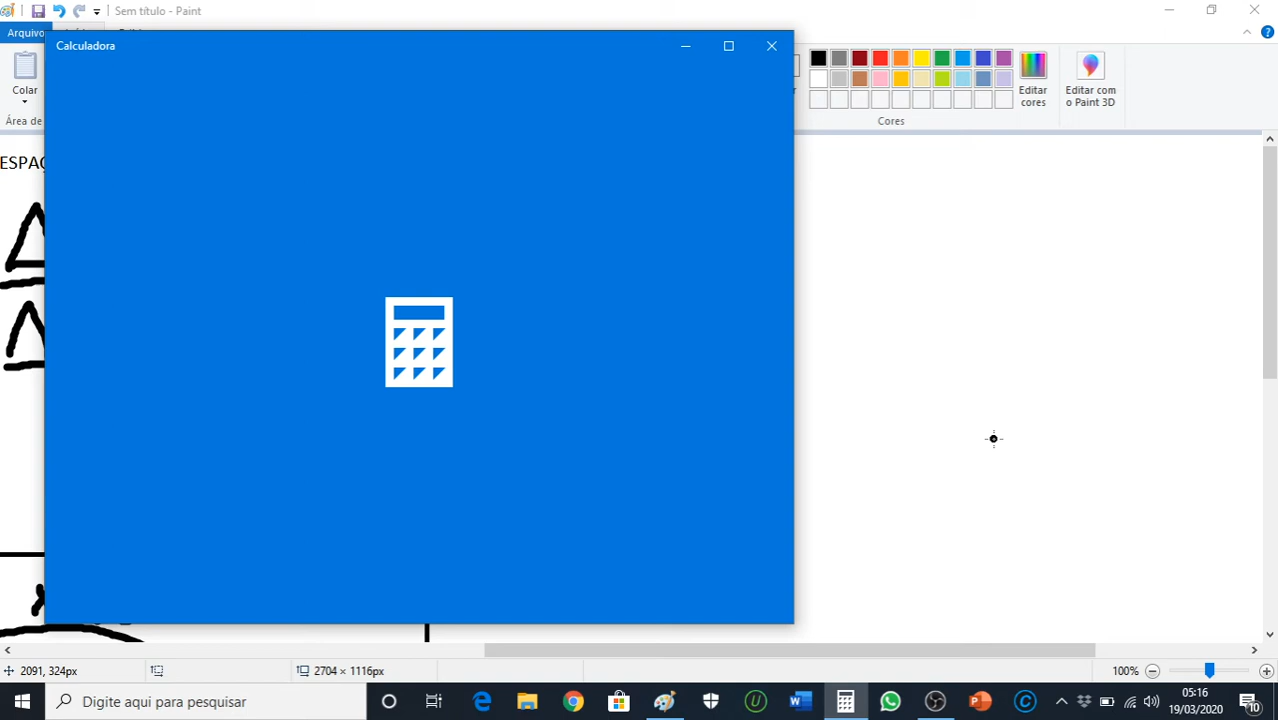 Sem título - Paint
Arquivo
Calculadora
Colar
Editar cores
Editar com o Paint 3D
Área de
Cores
ESPAÇ
2091, 324px
2704 × 1116px
100%
Digite aqui para pesquisar
05:16
19/03/2020
10